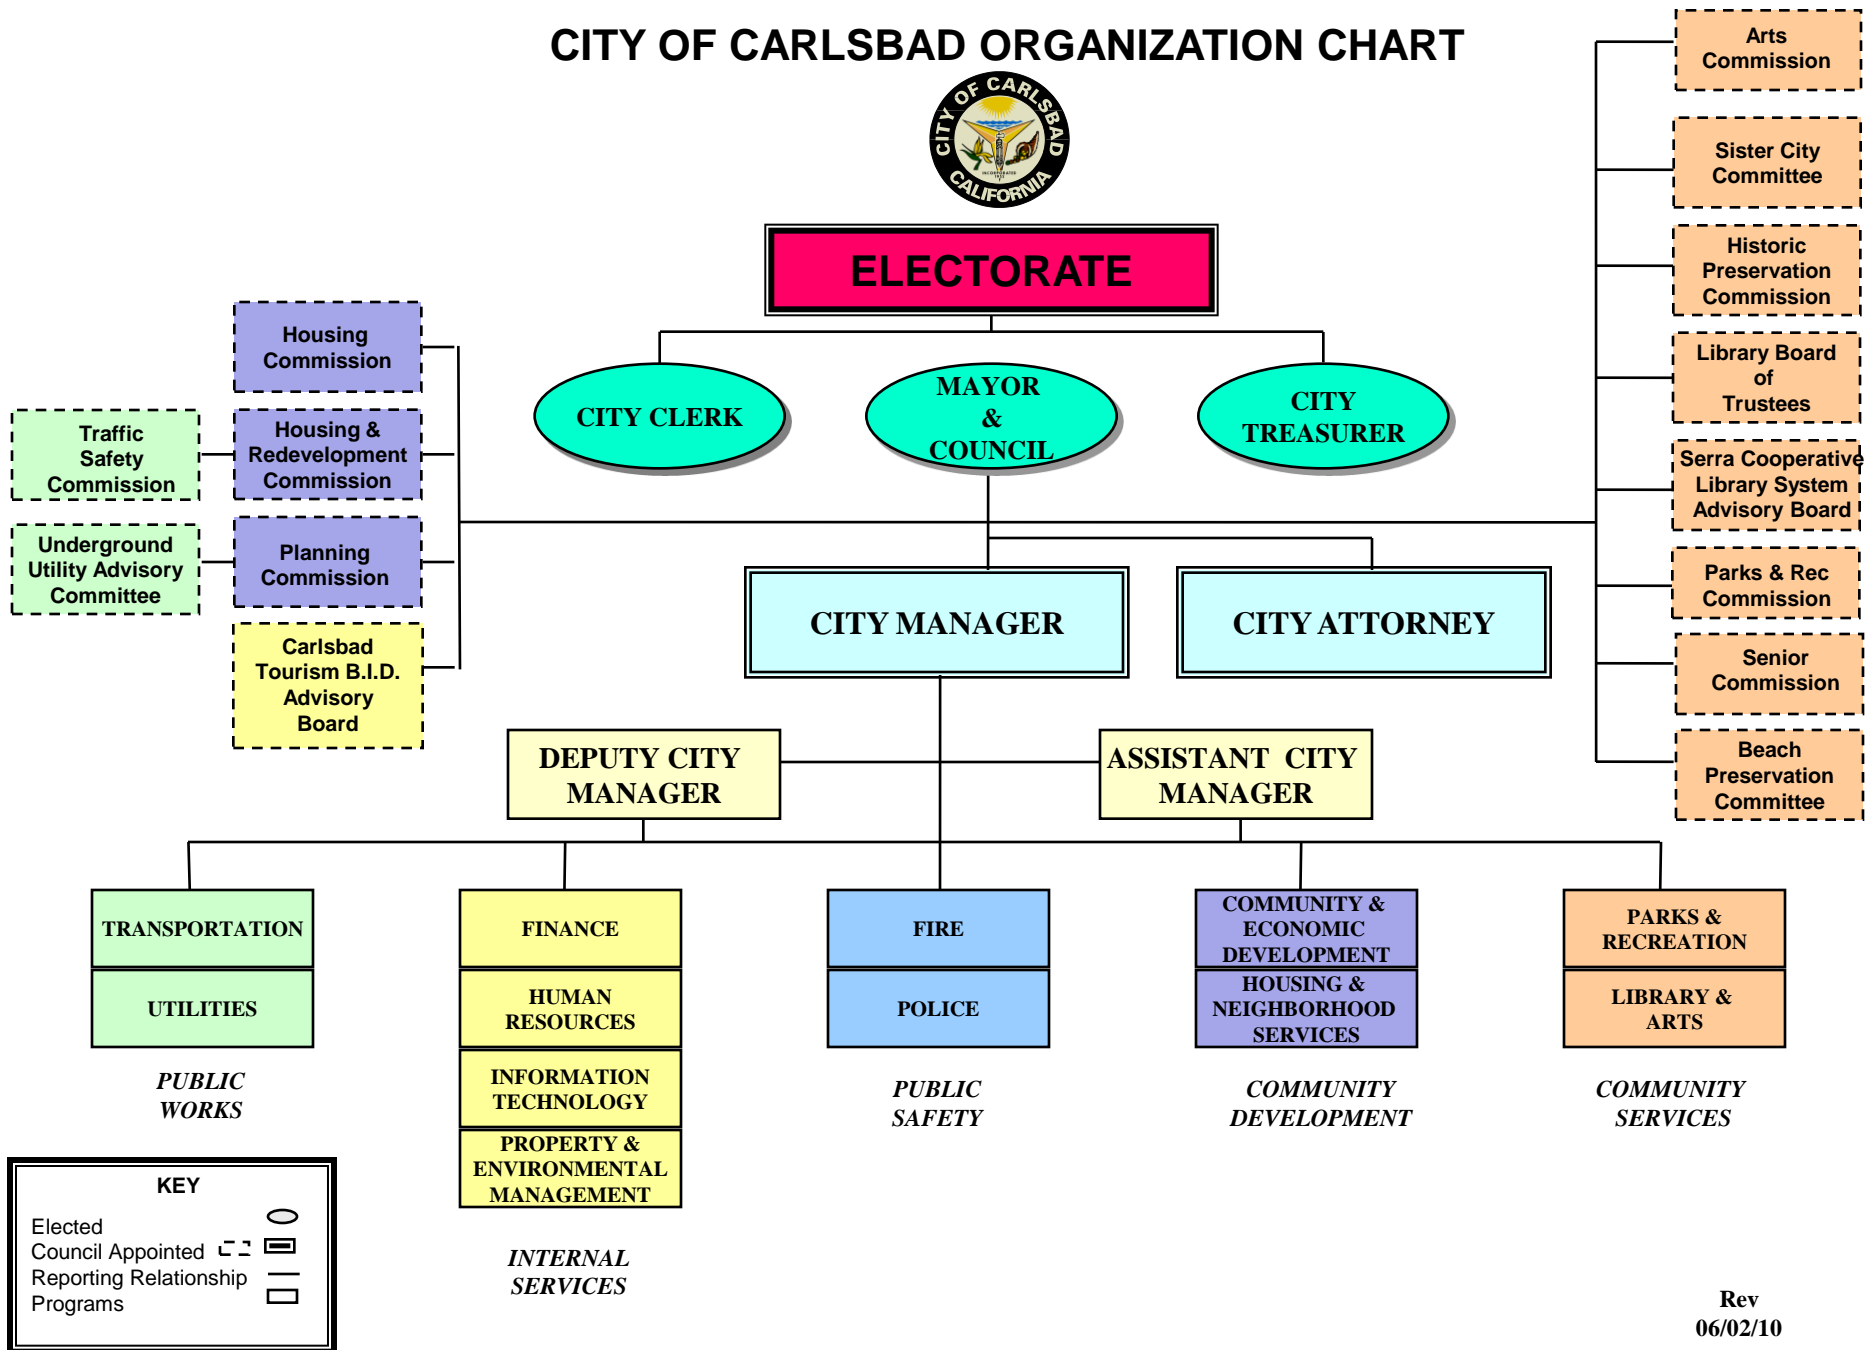 CITY OF CARLSBAD ORGANIZATION CHART
CITY OF CARLSBAD
CALIFORNIA
INCORPORATED
1952
ELECTORATE
CITY CLERK
MAYOR
&
COUNCIL
CITY
TREASURER
Housing
Commission
Traffic
Safety
Commission
Housing &
Redevelopment
Commission
Underground
Utility Advisory
Committee
Planning
Commission
Carlsbad
Tourism B.I.D.
Advisory
Board
Arts
Commission
Sister City
Committee
Historic
Preservation
Commission
Library Board
of
Trustees
Serra Cooperative
Library System
Advisory Board
Parks & Rec
Commission
Senior
Commission
Beach
Preservation
Committee
CITY MANAGER
CITY ATTORNEY
DEPUTY CITY
MANAGER
ASSISTANT CITY
MANAGER
TRANSPORTATION
UTILITIES
PUBLIC
WORKS
FINANCE
HUMAN
RESOURCES
INFORMATION
TECHNOLOGY
PROPERTY &
ENVIRONMENTAL
MANAGEMENT
INTERNAL
SERVICES
FIRE
POLICE
PUBLIC
SAFETY
COMMUNITY &
ECONOMIC
DEVELOPMENT
HOUSING &
NEIGHBORHOOD
SERVICES
COMMUNITY
DEVELOPMENT
PARKS &
RECREATION
LIBRARY &
ARTS
COMMUNITY
SERVICES
KEY
Elected
Council Appointed
Reporting Relationship
Programs
Rev
06/02/10